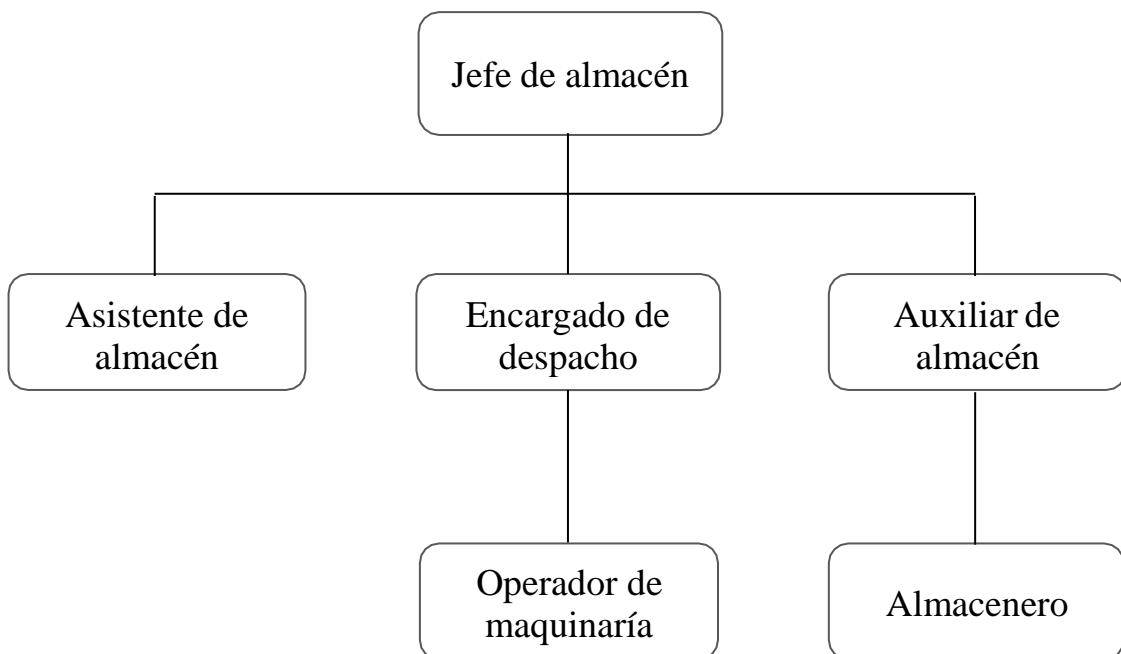 Jefe de almacén
Asistente de
almacén
Encargado de
despacho
Auxiliar de
almacén
Operador de
maquinaría
Almacenero